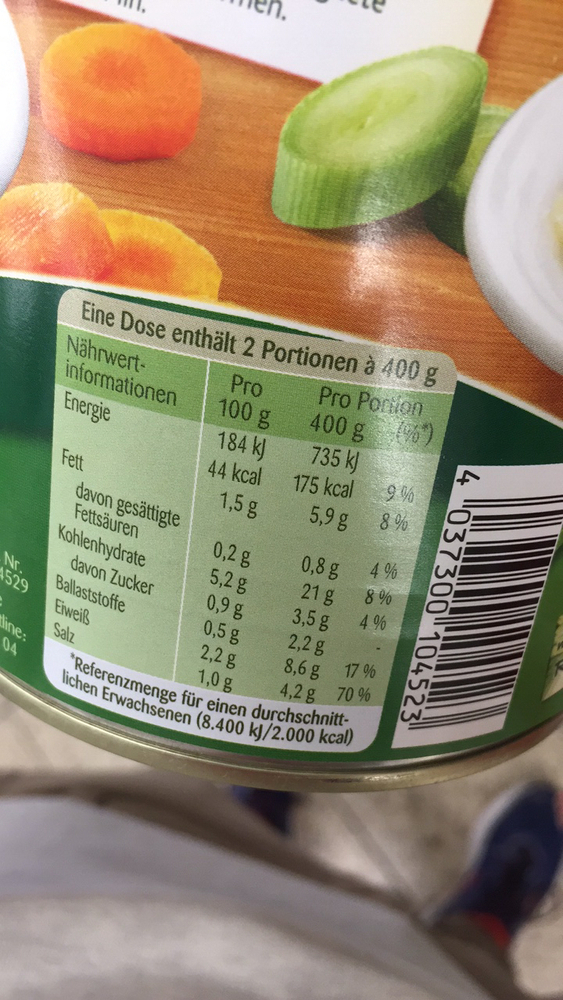 Eine Dose enthält 2 Portionen à 400 g
Nährwert-
informationen
Pro
100 g
Pro Portion
400 g (%*)
Energie
184 kJ 735 kJ
44 kcal 175 kcal 9 %
Fett 1,5 g 5,9 g 8 %
davon gesättigte
Fettsäuren 0,2 g 0,8 g 4 %
Kohlenhydrate 5,2 g 21 g 8 %
davon Zucker 0,9 g 3,5 g 4 %
Ballaststoffe 0,5 g 2,2 g -
Eiweiß 2,2 g 8,6 g 17 %
Salz 1,0 g 4,2 g 70 %
*Referenzmenge für einen durchschnitt-
lichen Erwachsenen (8.400 kJ/2.000 kcal)
4 037300 104523
Nr.
4529
04